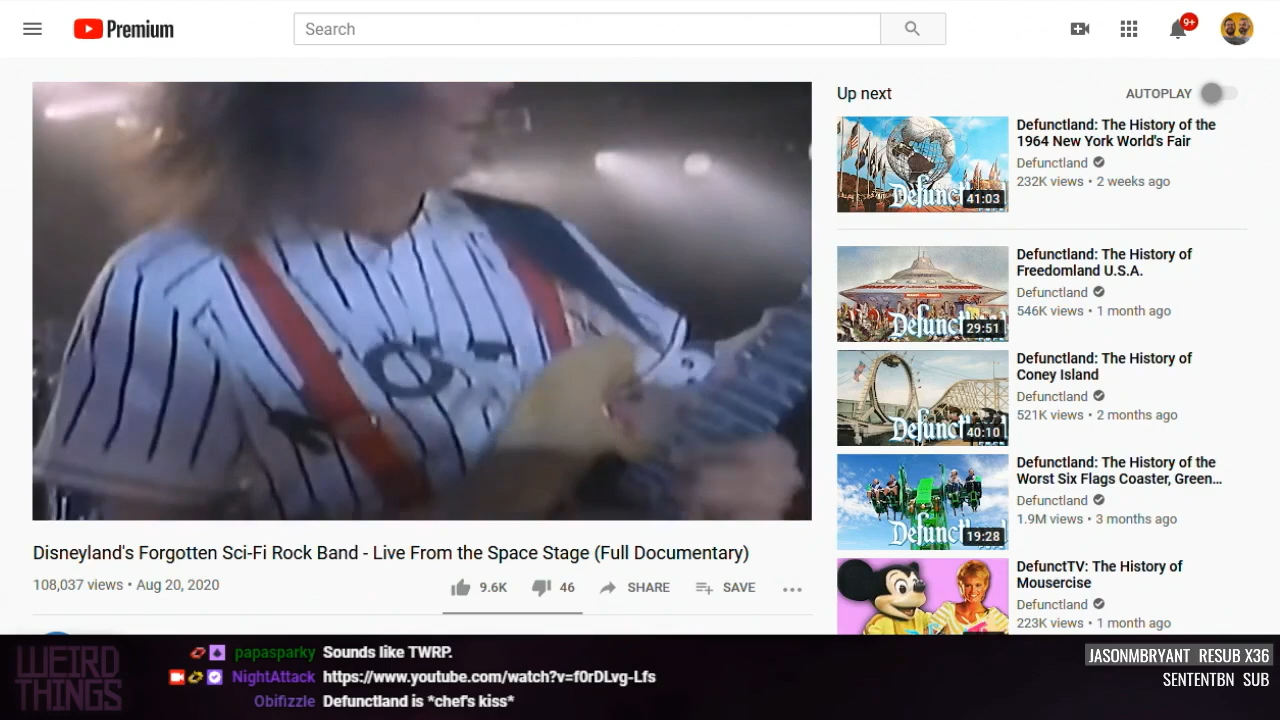 Premium
Search
9+
Up next
AUTOPLAY
Defunctland: The History of the
1964 New York World's Fair
Defunctland
232K views • 2 weeks ago
Defunctl
41:03
Defunctland: The History of
Freedomland U.S.A.
Defunctland
546K views • 1 month ago
Defunctl
29:51
Defunctland: The History of
Coney Island
Defunctland
521K views • 2 months ago
Defunctl
40:10
Defunctland: The History of the
Worst Six Flags Coaster, Green...
Defunctland
1.9M views • 3 months ago
Defunctl
19:28
DefunctTV: The History of
Mousercise
Defunctland
223K views • 1 month ago
Disneyland's Forgotten Sci-Fi Rock Band - Live From the Space Stage (Full Documentary)
108,037 views • Aug 20, 2020
9.6K
46
SHARE
SAVE
WEIRD
THINGS
papasparky Sounds like TWRP.
NightAttack https://www.youtube.com/watch?v=f0rDLvg-Lfs
Obifizzle Defunctland is *chef's kiss*
JASONMBRYANT RESUB X36
SENTENTBN SUB